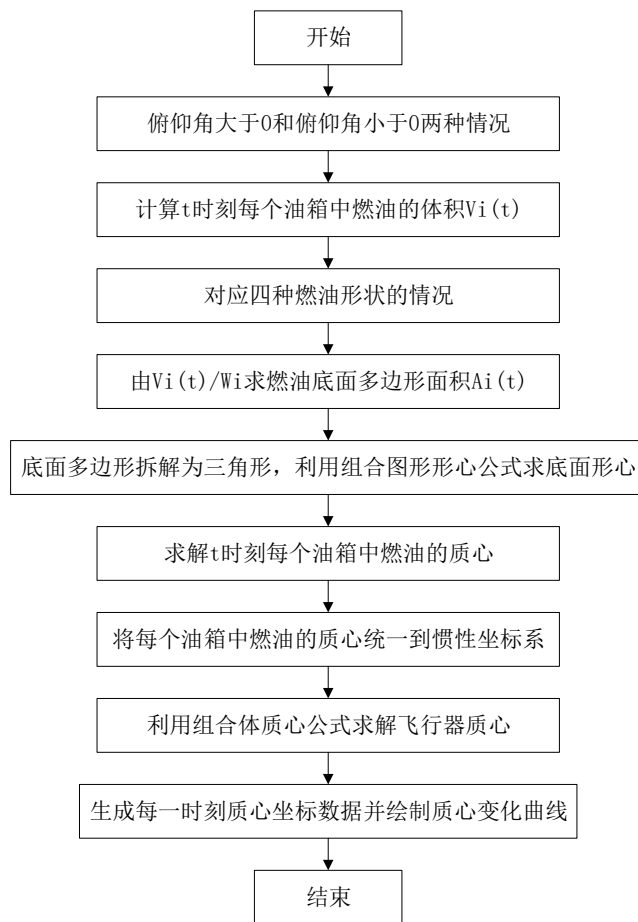 开始
俯仰角大于0和俯仰角小于0两种情况
计算t时刻每个油箱中燃油的体积Vi(t)
对应四种燃油形状的情况
由Vi(t)/Wi求燃油底面多边形面积Ai(t)
底面多边形拆解为三角形，利用组合图形形心公式求底面形心
求解t时刻每个油箱中燃油的质心
将每个油箱中燃油的质心统一到惯性坐标系
利用组合体质心公式求解飞行器质心
生成每一时刻质心坐标数据并绘制质心变化曲线
结束